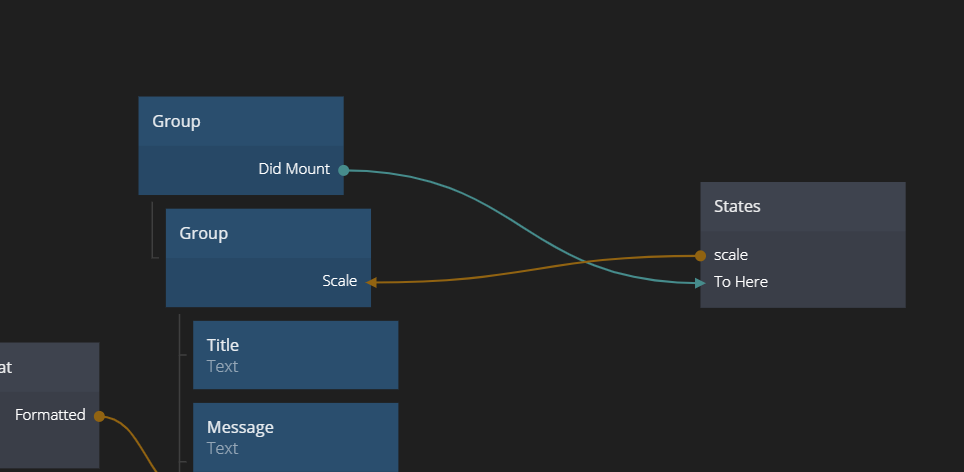 Group
Did Mount
Group
Scale
States
scale
To Here
Title
Text
at
Formatted
Message
Text